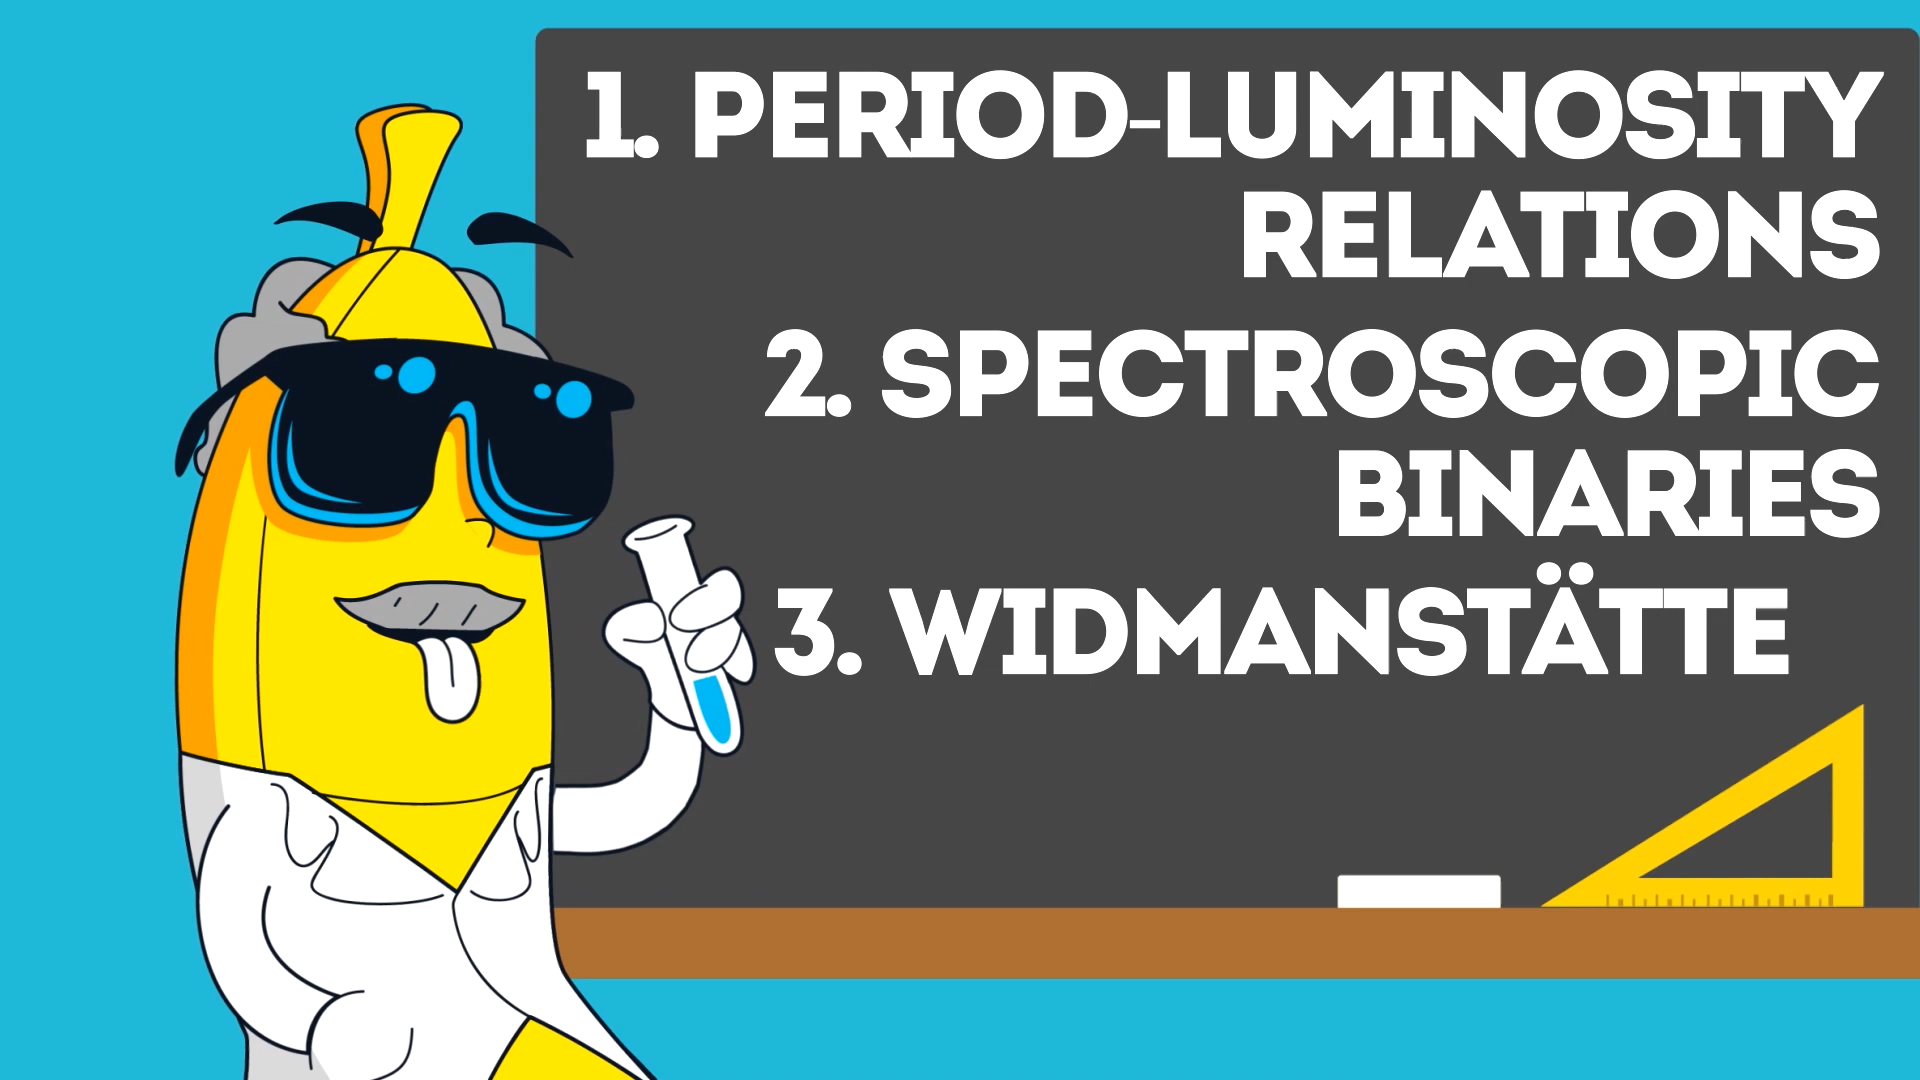 1. PERIOD-LUMINOSITY
RELATIONS
2. SPECTROSCOPIC
BINARIES
3. WIDMANSTÄTTE